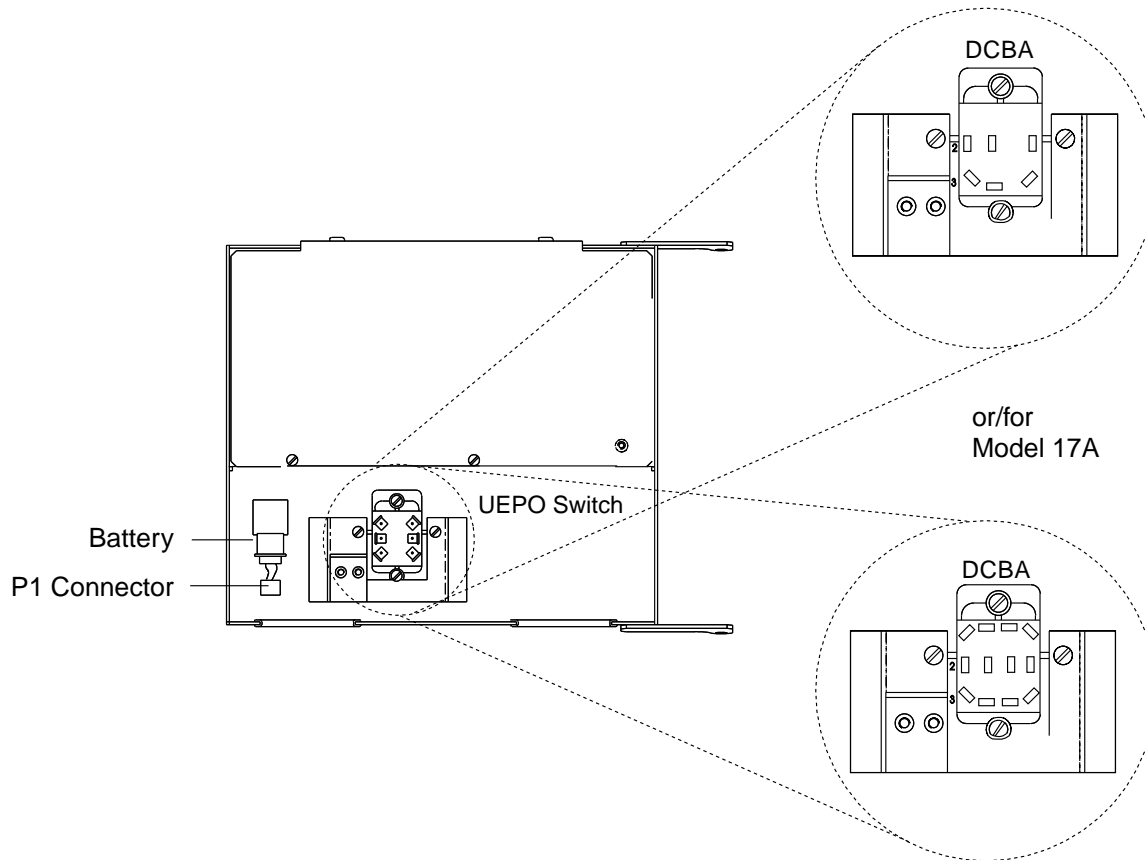 DCBA
2
3
or/for
Model 17A
UEPO Switch
Battery
P1 Connector
DCBA
2
3